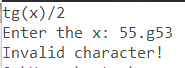 tg(x)/2
Enter the x: 55.g53
Invalid character!